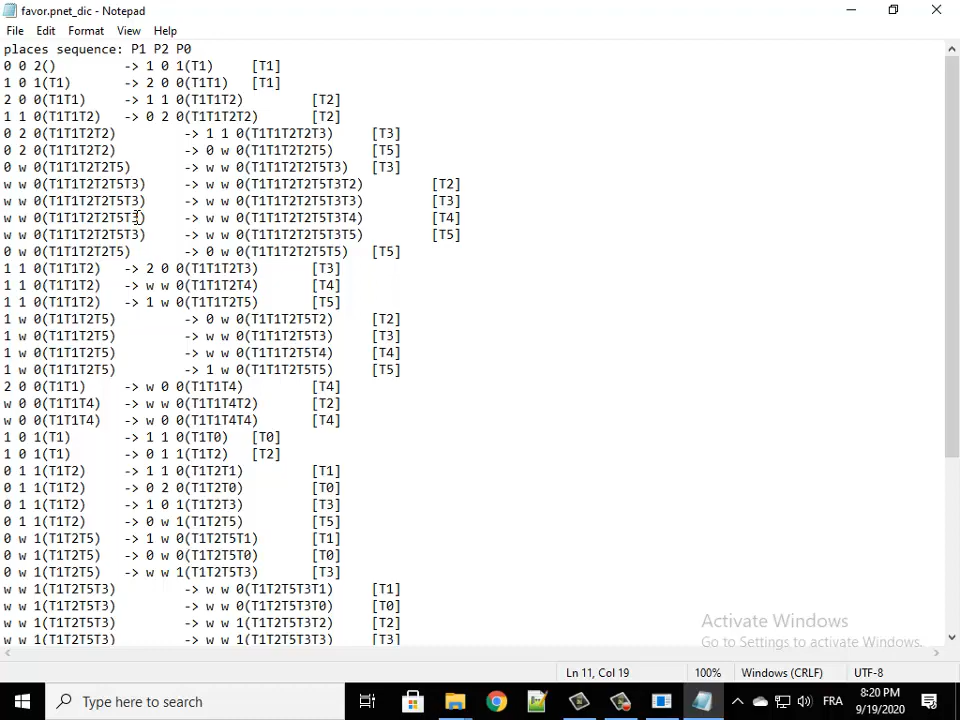 favor.pnet_dic - Notepad
File Edit Format View Help
places sequence: P1 P2 P0
0 0 2() -> 1 0 1(T1) [T1]
1 0 1(T1) -> 2 0 0(T1T1) [T1]
2 0 0(T1T1) -> 1 1 0(T1T1T2) [T2]
1 1 0(T1T1T2) -> 0 2 0(T1T1T2T2) [T2]
0 2 0(T1T1T2T2) -> 1 1 0(T1T1T2T2T3) [T3]
0 2 0(T1T1T2T2) -> 0 w 0(T1T1T2T2T5) [T5]
0 w 0(T1T1T2T2T5) -> w w 0(T1T1T2T2T5T3) [T3]
w w 0(T1T1T2T2T5T3) -> w w 0(T1T1T2T2T5T3T2) [T2]
w w 0(T1T1T2T2T5T3) -> w w 0(T1T1T2T2T5T3T3) [T3]
w w 0(T1T1T2T2T5T3) -> w w 0(T1T1T2T2T5T3T4) [T4]
w w 0(T1T1T2T2T5T3) -> w w 0(T1T1T2T2T5T3T5) [T5]
0 w 0(T1T1T2T2T5) -> 0 w 0(T1T1T2T2T5T5) [T5]
1 1 0(T1T1T2) -> 2 0 0(T1T1T2T3) [T3]
1 1 0(T1T1T2) -> w w 0(T1T1T2T4) [T4]
1 1 0(T1T1T2) -> 1 w 0(T1T1T2T5) [T5]
1 w 0(T1T1T2T5) -> 0 w 0(T1T1T2T5T2) [T2]
1 w 0(T1T1T2T5) -> w w 0(T1T1T2T5T3) [T3]
1 w 0(T1T1T2T5) -> w w 0(T1T1T2T5T4) [T4]
1 w 0(T1T1T2T5) -> 1 w 0(T1T1T2T5T5) [T5]
2 0 0(T1T1) -> w 0 0(T1T1T4) [T4]
w 0 0(T1T1T4) -> w w 0(T1T1T4T2) [T2]
w 0 0(T1T1T4) -> w 0 0(T1T1T4T4) [T4]
1 0 1(T1) -> 1 1 0(T1T0) [T0]
1 0 1(T1) -> 0 1 1(T1T2) [T2]
0 1 1(T1T2) -> 1 1 0(T1T2T1) [T1]
0 1 1(T1T2) -> 0 2 0(T1T2T0) [T0]
0 1 1(T1T2) -> 1 0 1(T1T2T3) [T3]
0 1 1(T1T2) -> 0 w 1(T1T2T5) [T5]
0 w 1(T1T2T5) -> 1 w 0(T1T2T5T1) [T1]
0 w 1(T1T2T5) -> 0 w 0(T1T2T5T0) [T0]
0 w 1(T1T2T5) -> w w 1(T1T2T5T3) [T3]
w w 1(T1T2T5T3) -> w w 0(T1T2T5T3T1) [T1]
w w 1(T1T2T5T3) -> w w 0(T1T2T5T3T0) [T0]
w w 1(T1T2T5T3) -> w w 1(T1T2T5T3T2) [T2]
w w 1(T1T2T5T3) -> w w 1(T1T2T5T3T3) [T3]
Activate Windows
Go to Settings to activate Windows.
Ln 11, Col 19 100% Windows (CRLF) UTF-8
Type here to search
FRA
8:20 PM
9/19/2020